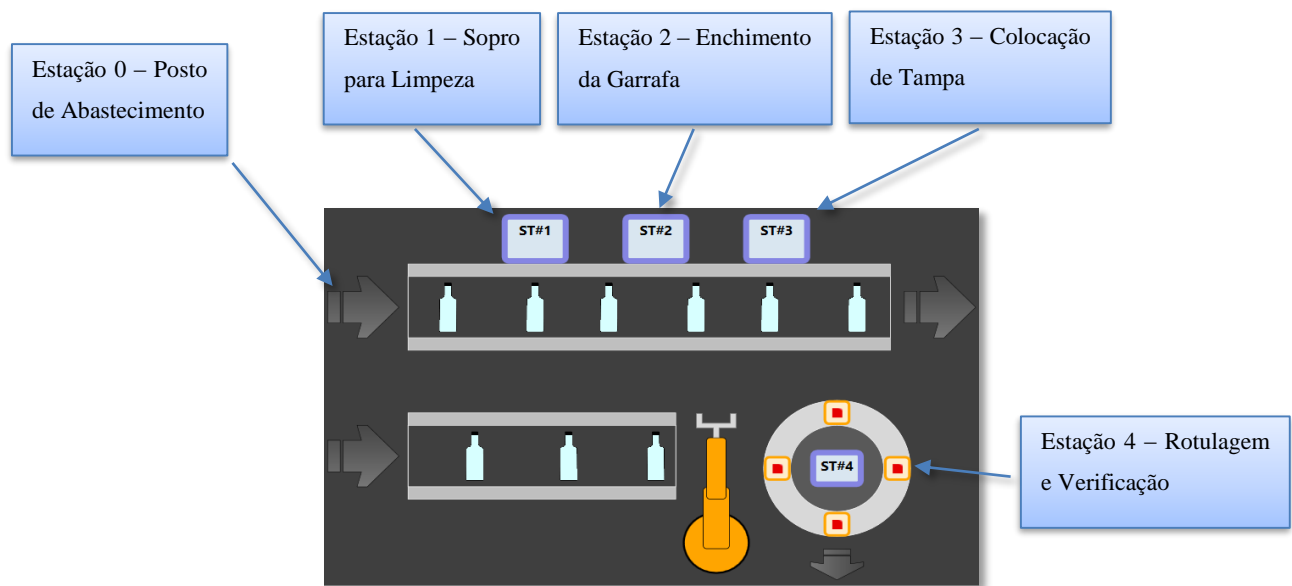 Estação 0 – Posto
de Abastecimento
Estação 1 – Sopro
para Limpeza
Estação 2 – Enchimento
da Garrafa
Estação 3 – Colocação
de Tampa
ST#1
ST#2
ST#3
ST#4
Estação 4 – Rotulagem
e Verificação